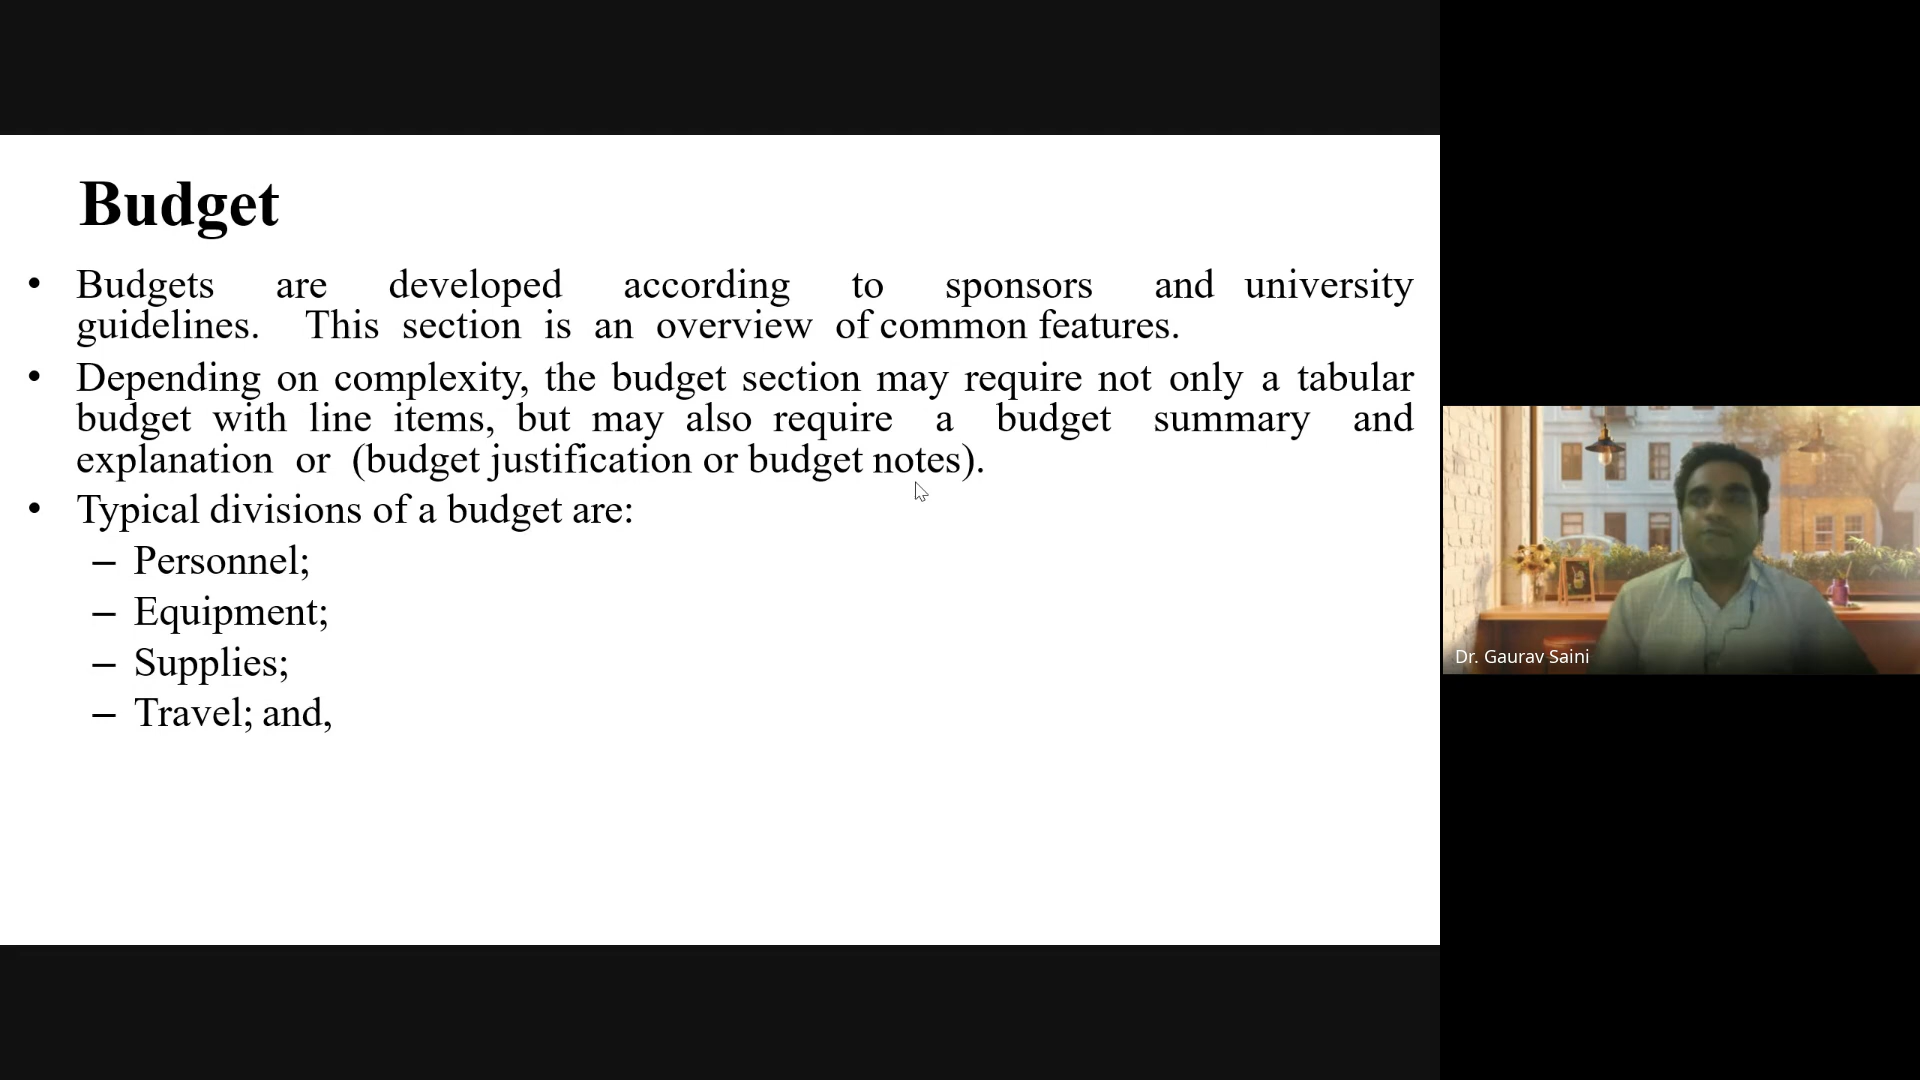 Budget
• Budgets are developed according to sponsors and university
guidelines. This section is an overview of common features.
• Depending on complexity, the budget section may require not only a tabular
budget with line items, but may also require a budget summary and
explanation or (budget justification or budget notes).
• Typical divisions of a budget are:
– Personnel;
– Equipment;
– Supplies;
– Travel; and,
Dr. Gaurav Saini